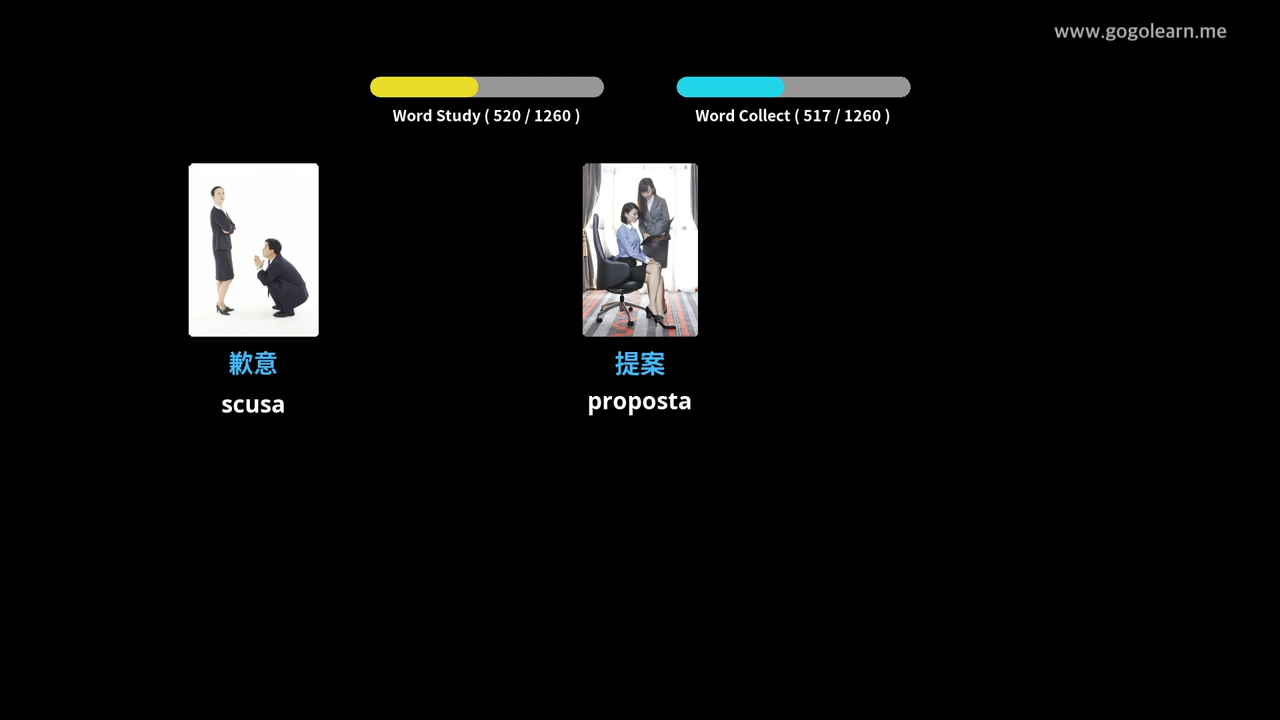 www.gogolearn.me
Word Study ( 520 / 1260 )
Word Collect ( 517 / 1260 )
歉意
scusa
提案
proposta